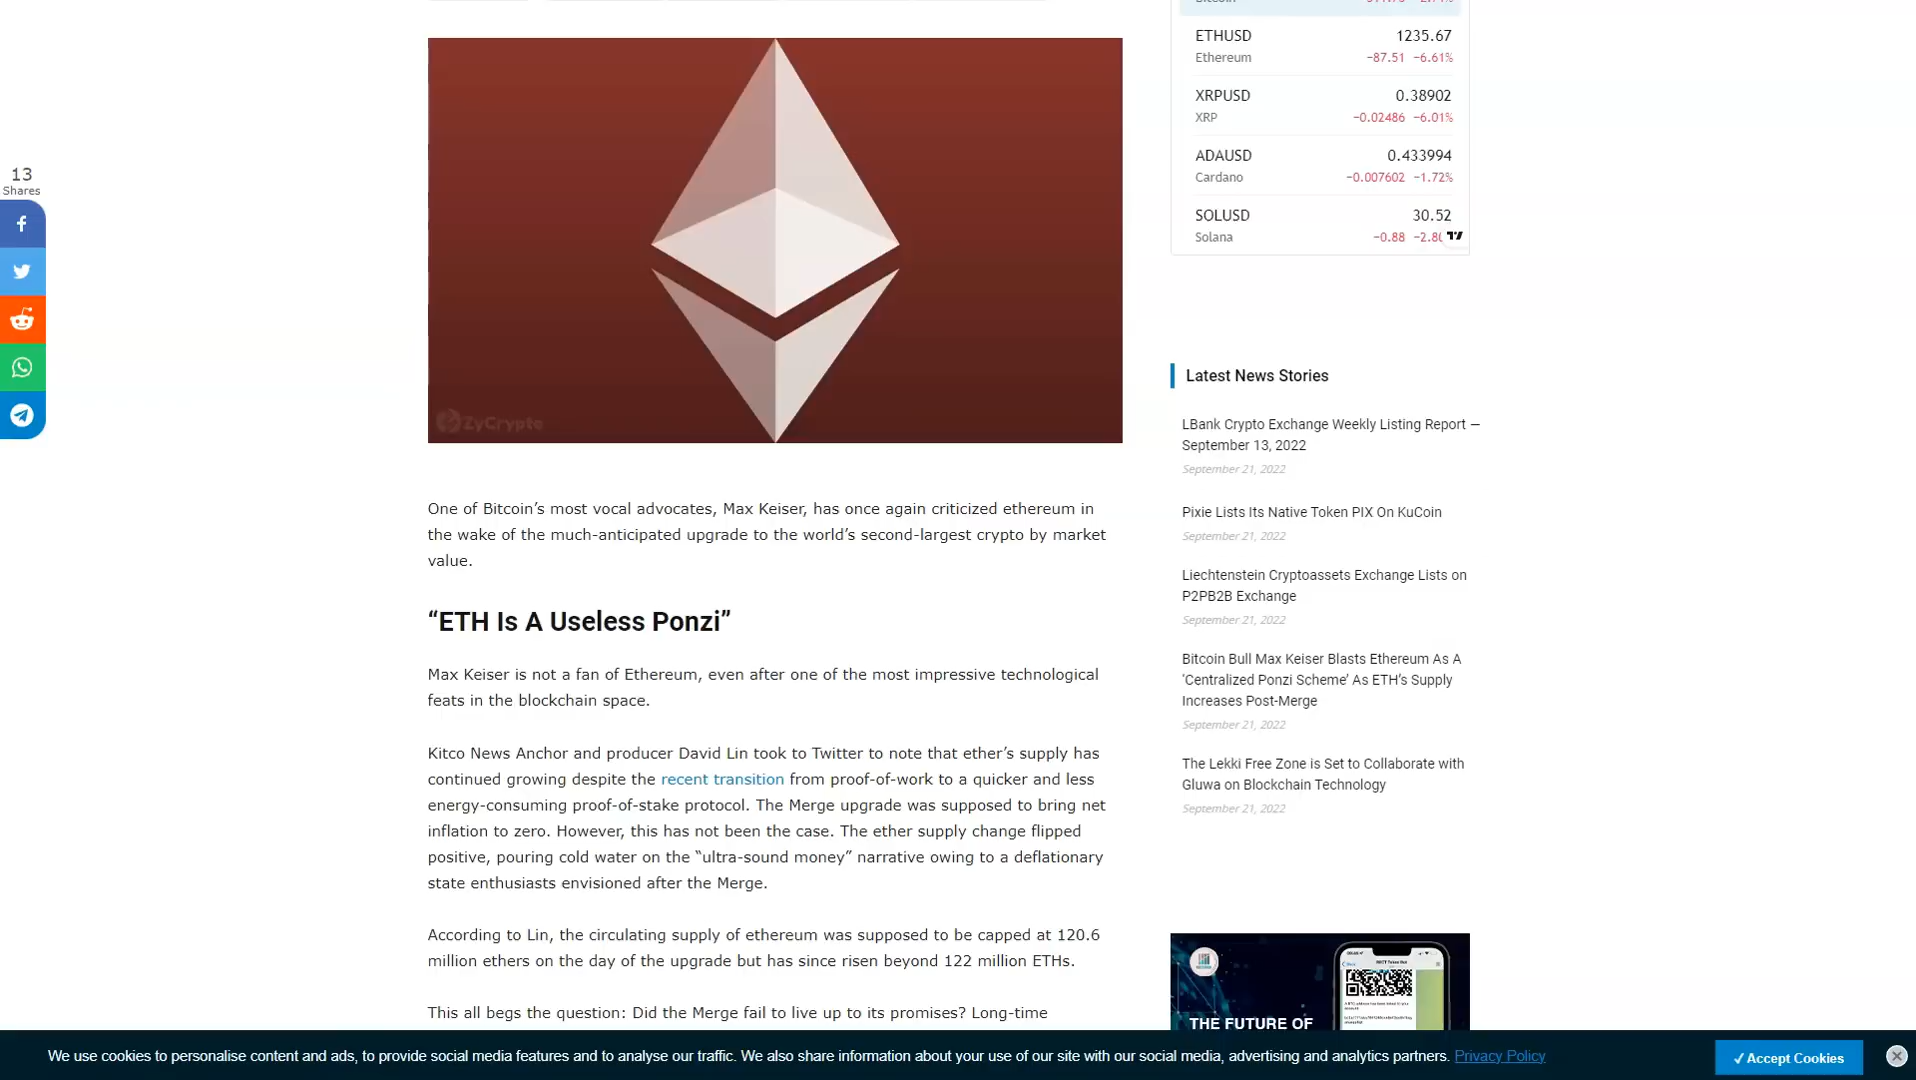 13
Shares
ZyCrypto
One of Bitcoin’s most vocal advocates, Max Keiser, has once again criticized ethereum in
the wake of the much-anticipated upgrade to the world’s second-largest crypto by market
value.
“ETH Is A Useless Ponzi”
Max Keiser is not a fan of Ethereum, even after one of the most impressive technological
feats in the blockchain space.
Kitco News Anchor and producer David Lin took to Twitter to note that ether’s supply has
continued growing despite the recent transition from proof-of-work to a quicker and less
energy-consuming proof-of-stake protocol. The Merge upgrade was supposed to bring net
inflation to zero. However, this has not been the case. The ether supply change flipped
positive, pouring cold water on the “ultra-sound money” narrative owing to a deflationary
state enthusiasts envisioned after the Merge.
According to Lin, the circulating supply of ethereum was supposed to be capped at 120.6
million ethers on the day of the upgrade but has since risen beyond 122 million ETHs.
This all begs the question: Did the Merge fail to live up to its promises? Long-time
ETHUSD 1235.67
Ethereum −87.51 −6.61%
XRPUSD 0.38902
XRP −0.02486 −6.01%
ADAUSD 0.433994
Cardano −0.007602 −1.72%
SOLUSD 30.52
Solana −0.88
Latest News Stories
LBank Crypto Exchange Weekly Listing Report —
September 13, 2022
September 21, 2022
Pixie Lists Its Native Token PIX On KuCoin
September 21, 2022
Liechtenstein Cryptoassets Exchange Lists on
P2PB2B Exchange
September 21, 2022
Bitcoin Bull Max Keiser Blasts Ethereum As A
‘Centralized Ponzi Scheme’ As ETH’s Supply
Increases Post-Merge
September 21, 2022
The Lekki Free Zone is Set to Collaborate with
Gluwa on Blockchain Technology
September 21, 2022
THE FUTURE OF
We use cookies to personalise content and ads, to provide social media features and to analyse our traffic. We also share information about your use of our site with our social media, advertising and analytics partners. Privacy Policy
✓ Accept Cookies